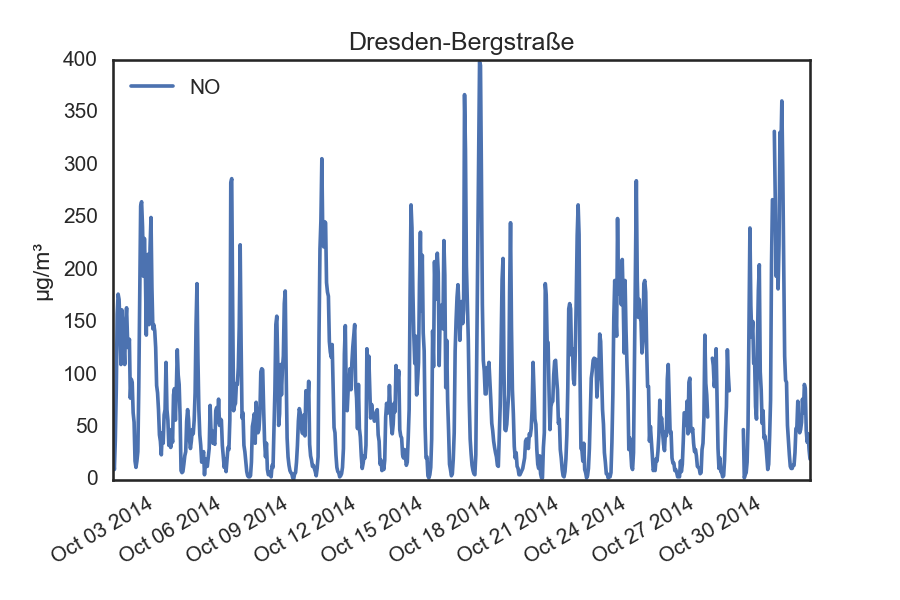 Dresden-Bergstraße
400
350
300
250
200
150
100
50
0
µg/m³
NO
Oct 03 2014
Oct 06 2014
Oct 09 2014
Oct 12 2014
Oct 15 2014
Oct 18 2014
Oct 21 2014
Oct 24 2014
Oct 27 2014
Oct 30 2014